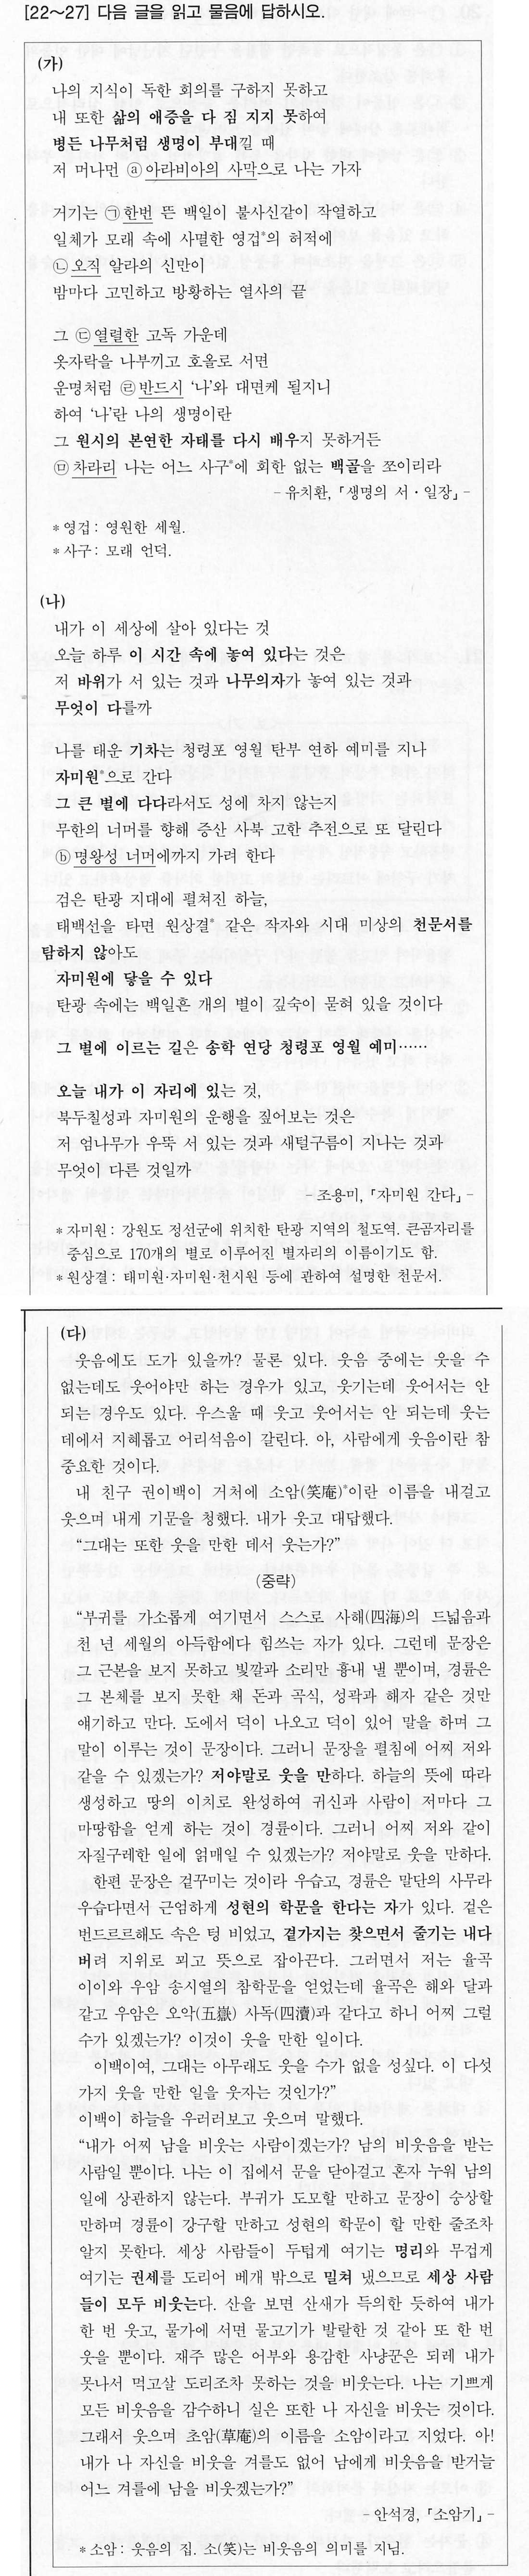 [22~27] 다음 글을 읽고 물음에 답하시오.
(가)
나의 지식이 독한 회의를 구하지 못하고
내 또한 삶의 애증을 다 짐 지지 못하여
병든 나무처럼 생명이 부대낄 때
저 머나먼 ⓐ아라비아의 사막으로 나는 가자
거기는 ㉠한번 뜬 백일이 불사신같이 작열하고
일체가 모래 속에 사멸한 영겁*의 허적에
㉡오직 알라의 신만이
밤마다 고민하고 방황하는 열사의 끝
그 ㉢열렬한 고독 가운데
옷자락을 나부끼고 호올로 서면
운명처럼 ㉣반드시 ‘나’와 대면케 될지니
하여 ‘나’란 나의 생명이란
그 원시의 본연한 자태를 다시 배우지 못하거든
㉤차라리 나는 어느 사구*에 회한 없는 백골을 쪼이리라
- 유치환, 「생명의 서·일장」 -
*영겁: 영원한 세월.
*사구: 모래 언덕.
(나)
내가 이 세상에 살아 있다는 것
오늘 하루 이 시간 속에 놓여 있다는 것은
저 바위가 서 있는 것과 나무의자가 놓여 있는 것과
무엇이 다를까
나를 태운 기차는 청령포 영월 탄부 연하 예미를 지나
자미원*으로 간다
그 큰 별에 다다라서도 성에 차지 않는지
무한의 너머를 향해 증산 사북 고한 추전으로 또 달린다
ⓑ명왕성 너머에까지 가려 한다
검은 탄광 지대에 펼쳐진 하늘,
태백선을 타면 원상결* 같은 작자와 시대 미상의 천문서를
탐하지 않아도
자미원에 닿을 수 있다
탄광 속에는 백일흔 개의 별이 깊숙이 묻혀 있을 것이다
그 별에 이르는 길은 송학 연당 청령포 영월 예미……
오늘 내가 이 자리에 있는 것,
북두칠성과 자미원의 운행을 짚어보는 것은
저 엄나무가 우뚝 서 있는 것과 새털구름이 지나는 것과
무엇이 다른 것일까
- 조용미, 「자미원 간다」 -
*자미원: 강원도 정선군에 위치한 탄광 지역의 철도역. 큰곰자리를
중심으로 170개의 별로 이루어진 별자리의 이름이기도 함.
*원상결: 태미원·자미원·천시원 등에 관하여 설명한 천문서.
(다)
웃음에도 도가 있을까? 물론 있다. 웃음 중에는 웃을 수
없는데도 웃어야만 하는 경우가 있고, 웃기는데 웃어서는 안
되는 경우도 있다. 우스울 때 웃고 웃어서는 안 되는데 웃는
데에서 지혜롭고 어리석음이 갈린다. 아, 사람에게 웃음이란 참
중요한 것이다.
내 친구 권이백이 거처에 소암(笑庵)*이란 이름을 내걸고
웃으며 내게 기문을 청했다. 내가 웃고 대답했다.
“그대는 또한 웃을 만한 데서 웃는가?”
(중략)
“부귀를 가소롭게 여기면서 스스로 사해(四海)의 드넓음과
천 년 세월의 아득함에다 힘쓰는 자가 있다. 그런데 문장은
그 근본을 보지 못하고 빛깔과 소리만 흉내 낼 뿐이며, 경륜은
그 본체를 보지 못한 채 돈과 곡식, 성곽과 해자 같은 것만
얘기하고 만다. 도에서 덕이 나오고 덕이 있어 말을 하며 그
말이 이루는 것이 문장이다. 그러니 문장을 펼침에 어찌 저와
같을 수 있겠는가? 저야말로 웃을 만하다. 하늘의 뜻에 따라
생성하고 땅의 이치로 완성하여 귀신과 사람이 저마다 그
마땅함을 얻게 하는 것이 경륜이다. 그러니 어찌 저와 같이
자질구레한 일에 얽매일 수 있겠는가? 저야말로 웃을 만하다.
한편 문장은 겉꾸미는 것이라 우습고, 경륜은 말단의 사무라
우습다면서 근엄하게 성현의 학문을 한다는 자가 있다. 겉은
번드르르해도 속은 텅 비었고, 곁가지는 찾으면서 줄기는 내다
버려 지위로 꾀고 뜻으로 잡아끈다. 그러면서 저는 율곡
이이와 우암 송시열의 참학문을 얻었는데 율곡은 해와 달과
같고 우암은 오악(五嶽) 사독(四瀆)과 같다고 하니 어찌 그럴
수가 있겠는가? 이것이 웃을 만한 일이다.
이백이여, 그대는 아무래도 웃을 수가 없을 성싶다. 이 다섯
가지 웃을 만한 일을 웃자는 것인가?”
이백이 하늘을 우러러보고 웃으며 말했다.
“내가 어찌 남을 비웃는 사람이겠는가? 남의 비웃음을 받는
사람일 뿐이다. 나는 이 집에서 문을 닫아걸고 혼자 누워 남의
일에 상관하지 않는다. 부귀가 도모할 만하고 문장이 숭상할
만하며 경륜이 강구할 만하고 성현의 학문이 할 만한 줄조차
알지 못한다. 세상 사람들이 두텁게 여기는 명리와 무겁게
여기는 권세를 도리어 베개 밖으로 밀쳐 냈으므로 세상 사람
들이 모두 비웃는다. 산을 보면 산새가 득의한 듯하여 내가
한 번 웃고, 물가에 서면 물고기가 발랄한 것 같아 또 한 번
웃을 뿐이다. 재주 많은 어부와 용감한 사냥꾼은 되레 내가
못나서 먹고살 도리조차 못하는 것을 비웃는다. 나는 기쁘게
모든 비웃음을 감수하니 실은 또한 나 자신을 비웃는 것이다.
그래서 웃으며 초암(草庵)의 이름을 소암이라고 지었다. 아!
내가 나 자신을 비웃을 겨를도 없어 남에게 비웃음을 받거늘
어느 겨를에 남을 비웃겠는가?”
- 안석경, 「소암기」 -
*소암: 웃음의 집. 소(笑)는 비웃음의 의미를 지님.